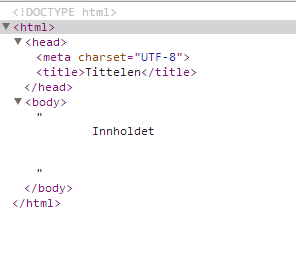 <!DOCTYPE html>
<html>
<head>
<meta charset="UTF-8">
<title>Tittelen</title>
</head>
<body>
"
Innholdet
"
</body>
</html>